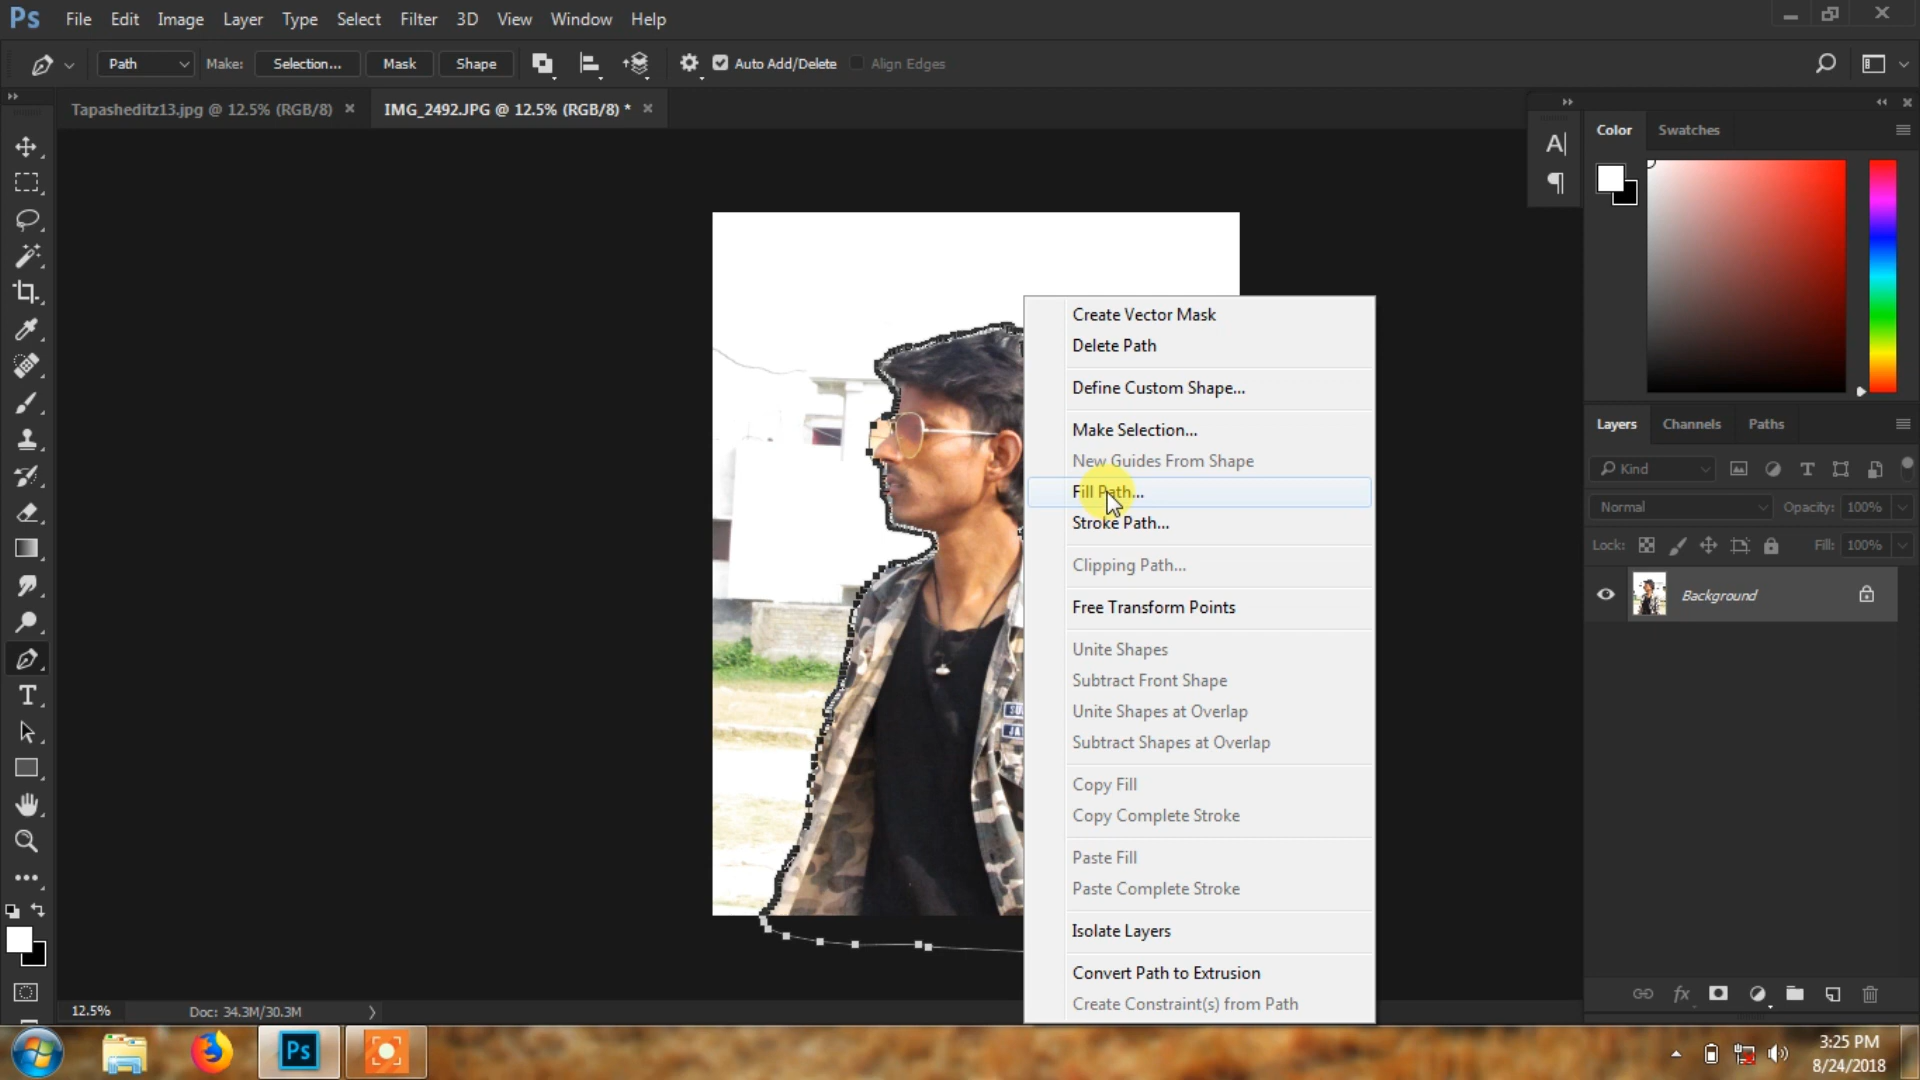 Ps File Edit Image Layer Type Select Filter 3D View Window Help
Path Make: Selection... Mask Shape Auto Add/Delete Align Edges
Tapasheditz13.jpg @ 12.5% (RGB/8) IMG_2492.JPG @ 12.5% (RGB/8) *
Color Swatches
Create Vector Mask
Delete Path
Define Custom Shape...
Make Selection...
New Guides From Shape
Fill Path...
Stroke Path...
Clipping Path...
Free Transform Points
Unite Shapes
Subtract Front Shape
Unite Shapes at Overlap
Subtract Shapes at Overlap
Copy Fill
Copy Complete Stroke
Paste Fill
Paste Complete Stroke
Isolate Layers
Convert Path to Extrusion
Create Constraint(s) from Path
Layers Channels Paths
Kind
Normal Opacity: 100%
Lock: Fill: 100%
Background
fx
12.5% Doc: 34.3M/30.3M
Ps
3:25 PM
8/24/2018